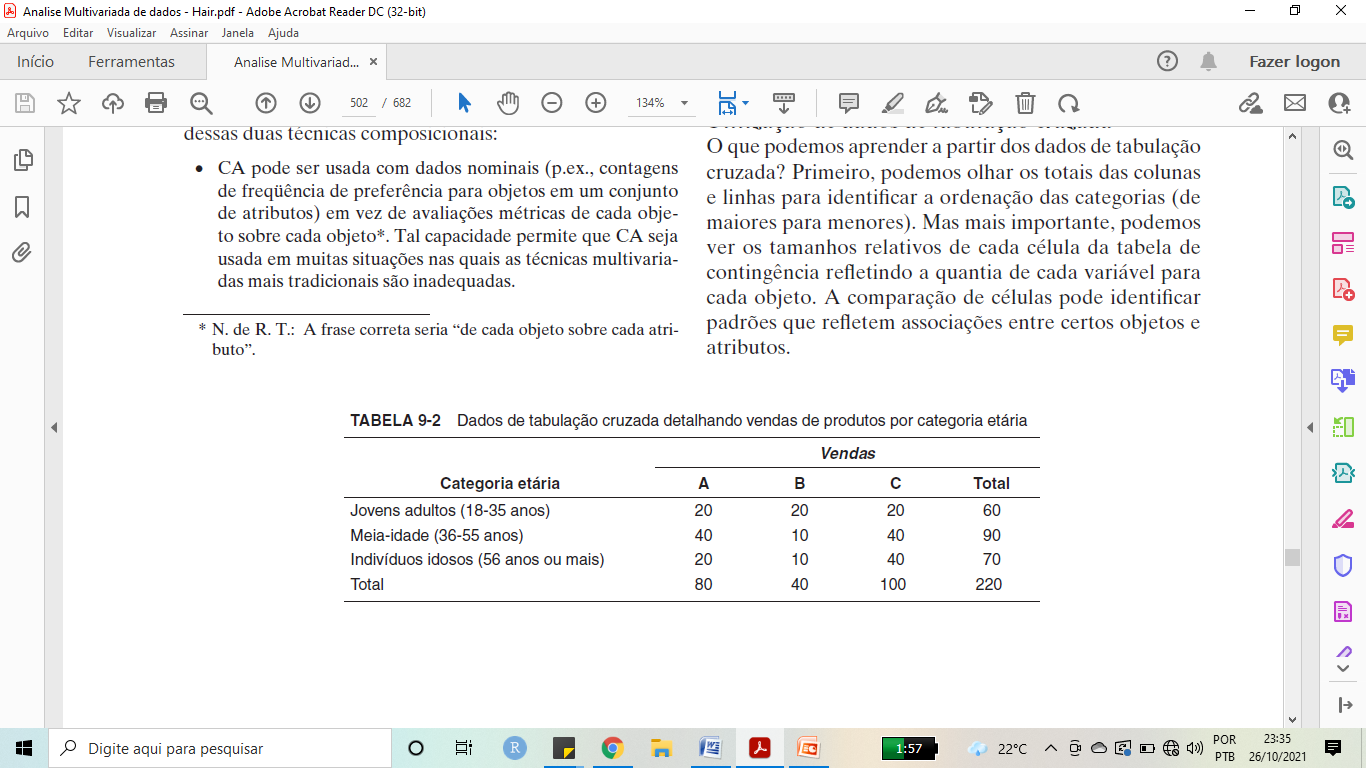 Analise Multivariada de dados - Hair.pdf - Adobe Acrobat Reader DC (32-bit)
Arquivo Editar Visualizar Assinar Janela Ajuda
Início Ferramentas Analise Multivariad... Fazer logon
502 / 682 134%
dessas duas técnicas composicionais:
• CA pode ser usada com dados nominais (p.ex., contagens
de freqüência de preferência para objetos em um conjunto
de atributos) em vez de avaliações métricas de cada obje-
to sobre cada objeto*. Tal capacidade permite que CA seja
usada em muitas situações nas quais as técnicas multivaria-
das mais tradicionais são inadequadas.
* N. de R. T.: A frase correta seria “de cada objeto sobre cada atri-
buto”.
O que podemos aprender a partir dos dados de tabulação
cruzada? Primeiro, podemos olhar os totais das colunas
e linhas para identificar a ordenação das categorias (de
maiores para menores). Mas mais importante, podemos
ver os tamanhos relativos de cada célula da tabela de
contingência refletindo a quantia de cada variável para
cada objeto. A comparação de células pode identificar
padrões que refletem associações entre certos objetos e
atributos.
TABELA 9-2 Dados de tabulação cruzada detalhando vendas de produtos por categoria etária
Vendas
Categoria etária A B C Total
Jovens adultos (18-35 anos) 20 20 20 60
Meia-idade (36-55 anos) 40 10 40 90
Indivíduos idosos (56 anos ou mais) 20 10 40 70
Total 80 40 100 220
Digite aqui para pesquisar
1:57
22°C
POR
PTB
23:35
26/10/2021